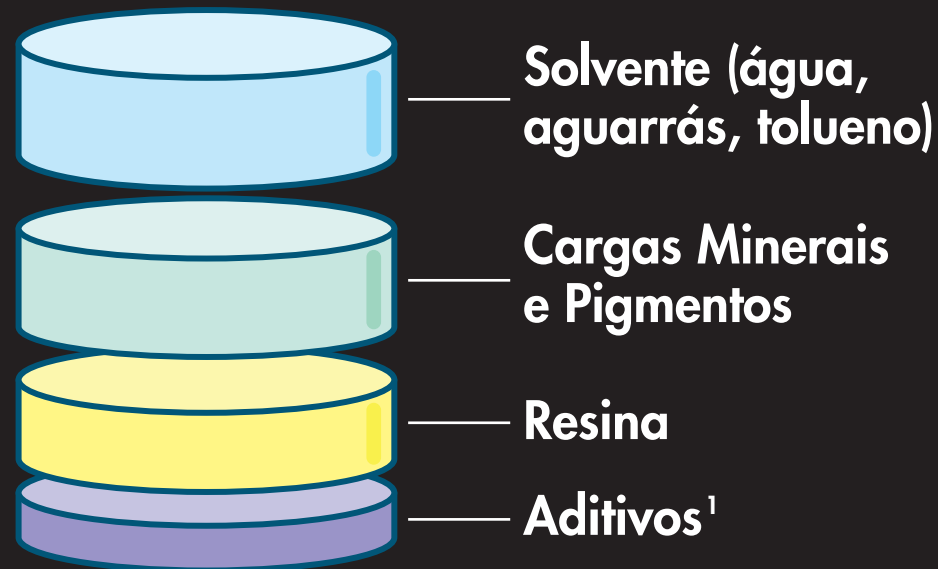 Solvente (água,
aguarrás, tolueno)
Cargas Minerais
e Pigmentos
Resina
Aditivos¹